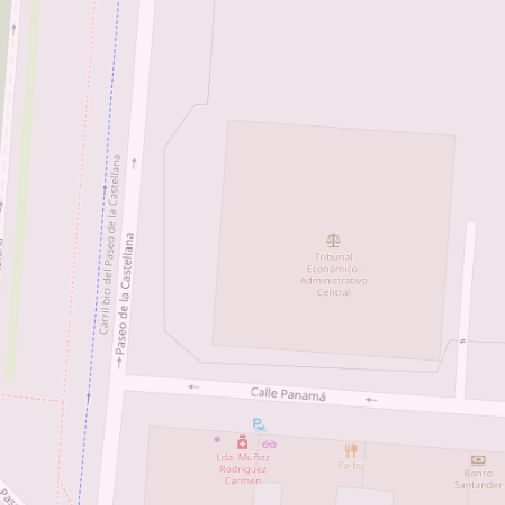 Carril bici del Paseo de la Castellana
Paseo de la Castellana
Tribunal
Económico-
Administrativo
Central
Calle Panamá
Lda. Muñoz
Rodríguez
Carmen
Paibu
Banco
Santander
Pas